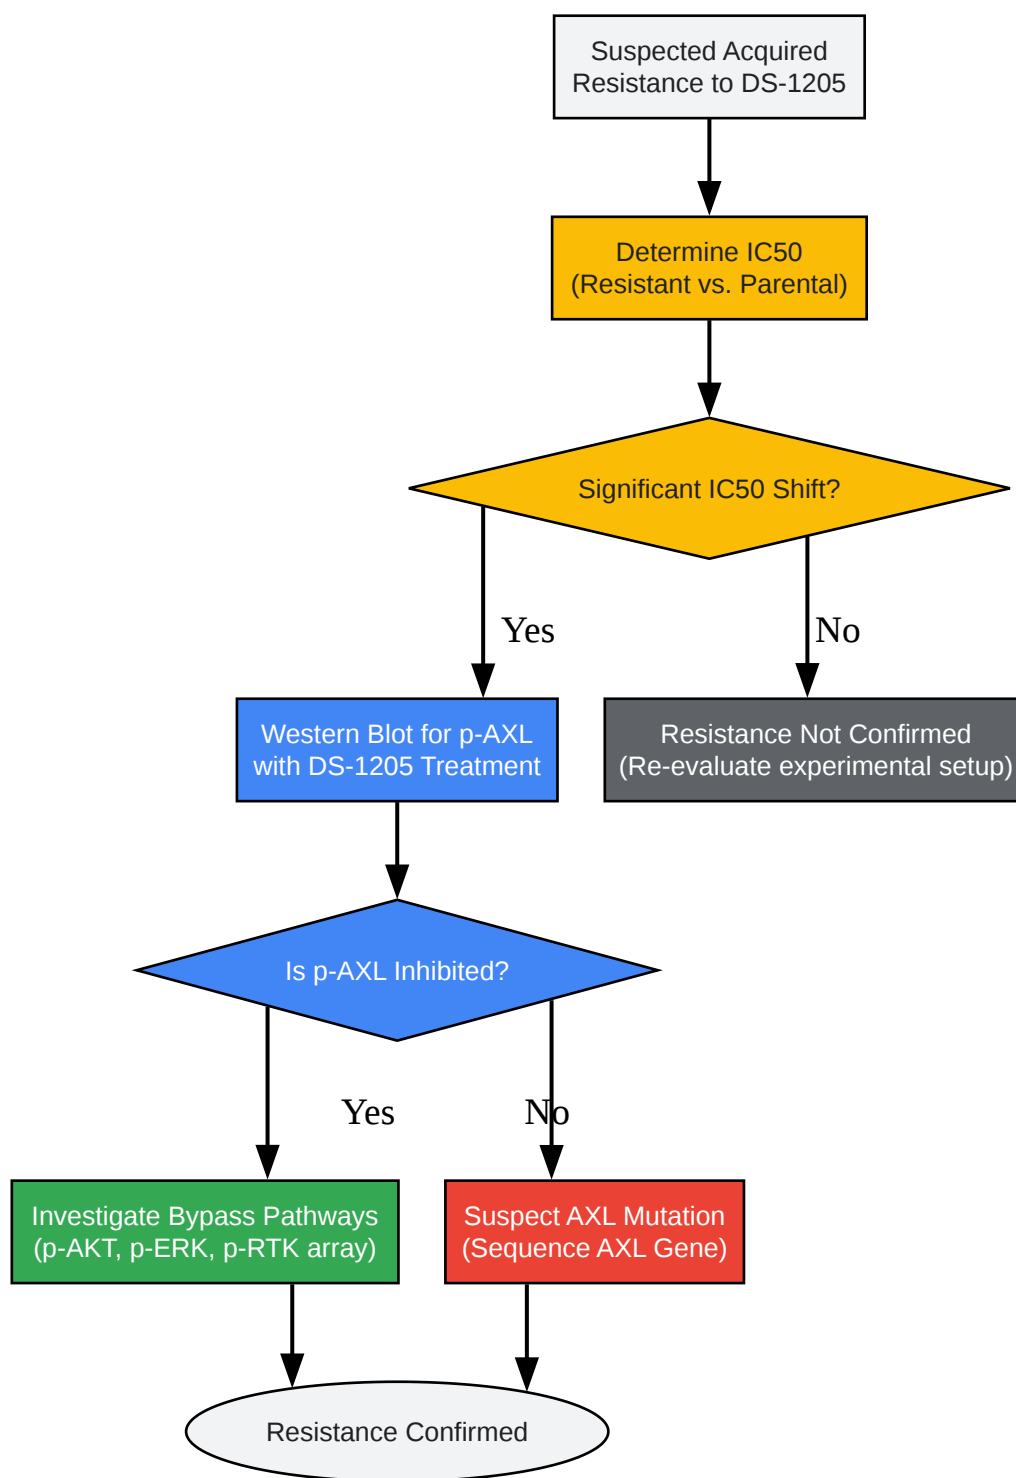 Suspected Acquired
Resistance to DS-1205
Determine IC50
(Resistant vs. Parental)
Significant IC50 Shift?
Yes
No
Western Blot for p-AXL
with DS-1205 Treatment
Resistance Not Confirmed
(Re-evaluate experimental setup)
Is p-AXL Inhibited?
Yes
No
Investigate Bypass Pathways
(p-AKT, p-ERK, p-RTK array)
Suspect AXL Mutation
(Sequence AXL Gene)
Resistance Confirmed